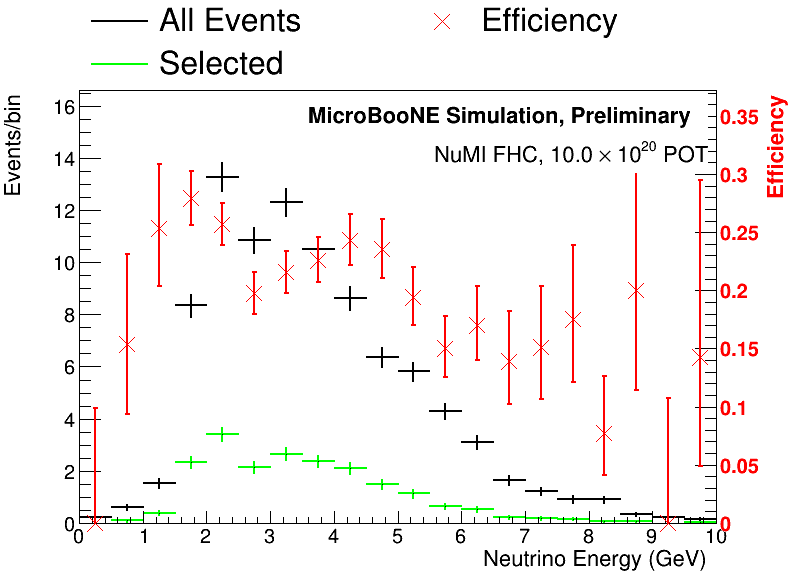 All Events
Efficiency
Selected
MicroBooNE Simulation, Preliminary
NuMI FHC, 10.0 × 10²⁰ POT
Events/bin
16
14
12
10
8
6
4
2
0
Efficiency
0.35
0.3
0.25
0.2
0.15
0.1
0.05
0
0 1 2 3 4 5 6 7 8 9 10
Neutrino Energy (GeV)